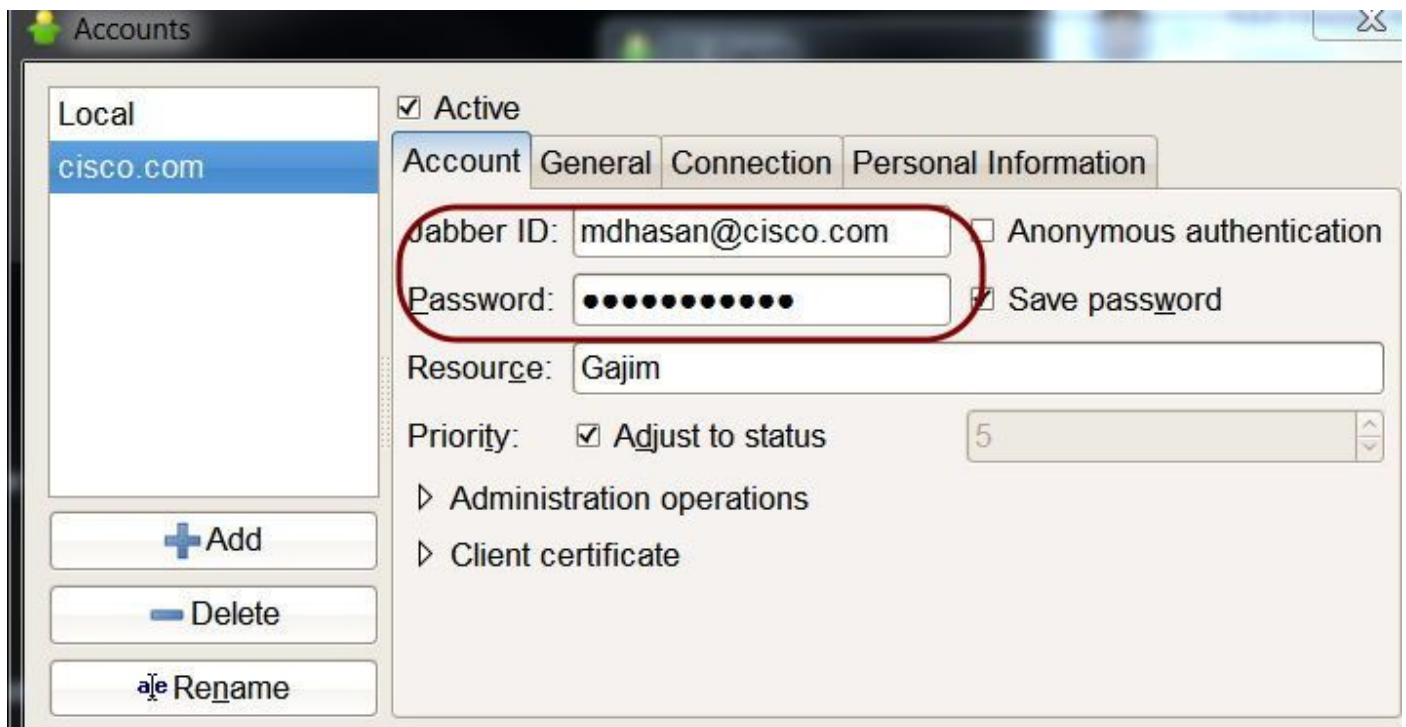 Accounts
Local
cisco.com
Add
Delete
Rename
Active
Account General Connection Personal Information
Jabber ID: mdhasan@cisco.com Anonymous authentication
Password: ●●●●●●●●●●● Save password
Resource: Gajim
Priority: Adjust to status 5
Administration operations
Client certificate